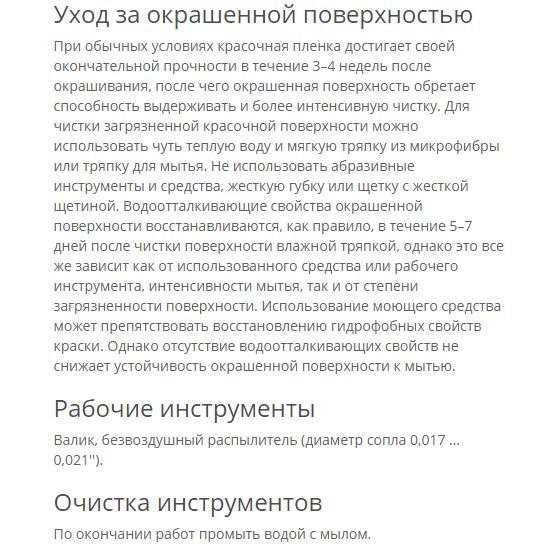 Уход за окрашенной поверхностью
При обычных условиях красочная пленка достигает своей
окончательной прочности в течение 3–4 недель после
окрашивания, после чего окрашенная поверхность обретает
способность выдерживать и более интенсивную чистку. Для
чистки загрязненной красочной поверхности можно
использовать чуть теплую воду и мягкую тряпку из микрофибры
или тряпку для мытья. Не использовать абразивные
инструменты и средства, жесткую губку или щетку с жесткой
щетиной. Водоотталкивающие свойства окрашенной
поверхности восстанавливаются, как правило, в течение 5–7
дней после чистки поверхности влажной тряпкой, однако это все
же зависит как от использованного средства или рабочего
инструмента, интенсивности мытья, так и от степени
загрязненности поверхности. Использование моющего средства
может препятствовать восстановлению гидрофобных свойств
краски. Однако отсутствие водоотталкивающих свойств не
снижает устойчивость окрашенной поверхности к мытью.
Рабочие инструменты
Валик, безвоздушный распылитель (диаметр сопла 0,017 ...
0,021").
Очистка инструментов
По окончании работ промыть водой с мылом.